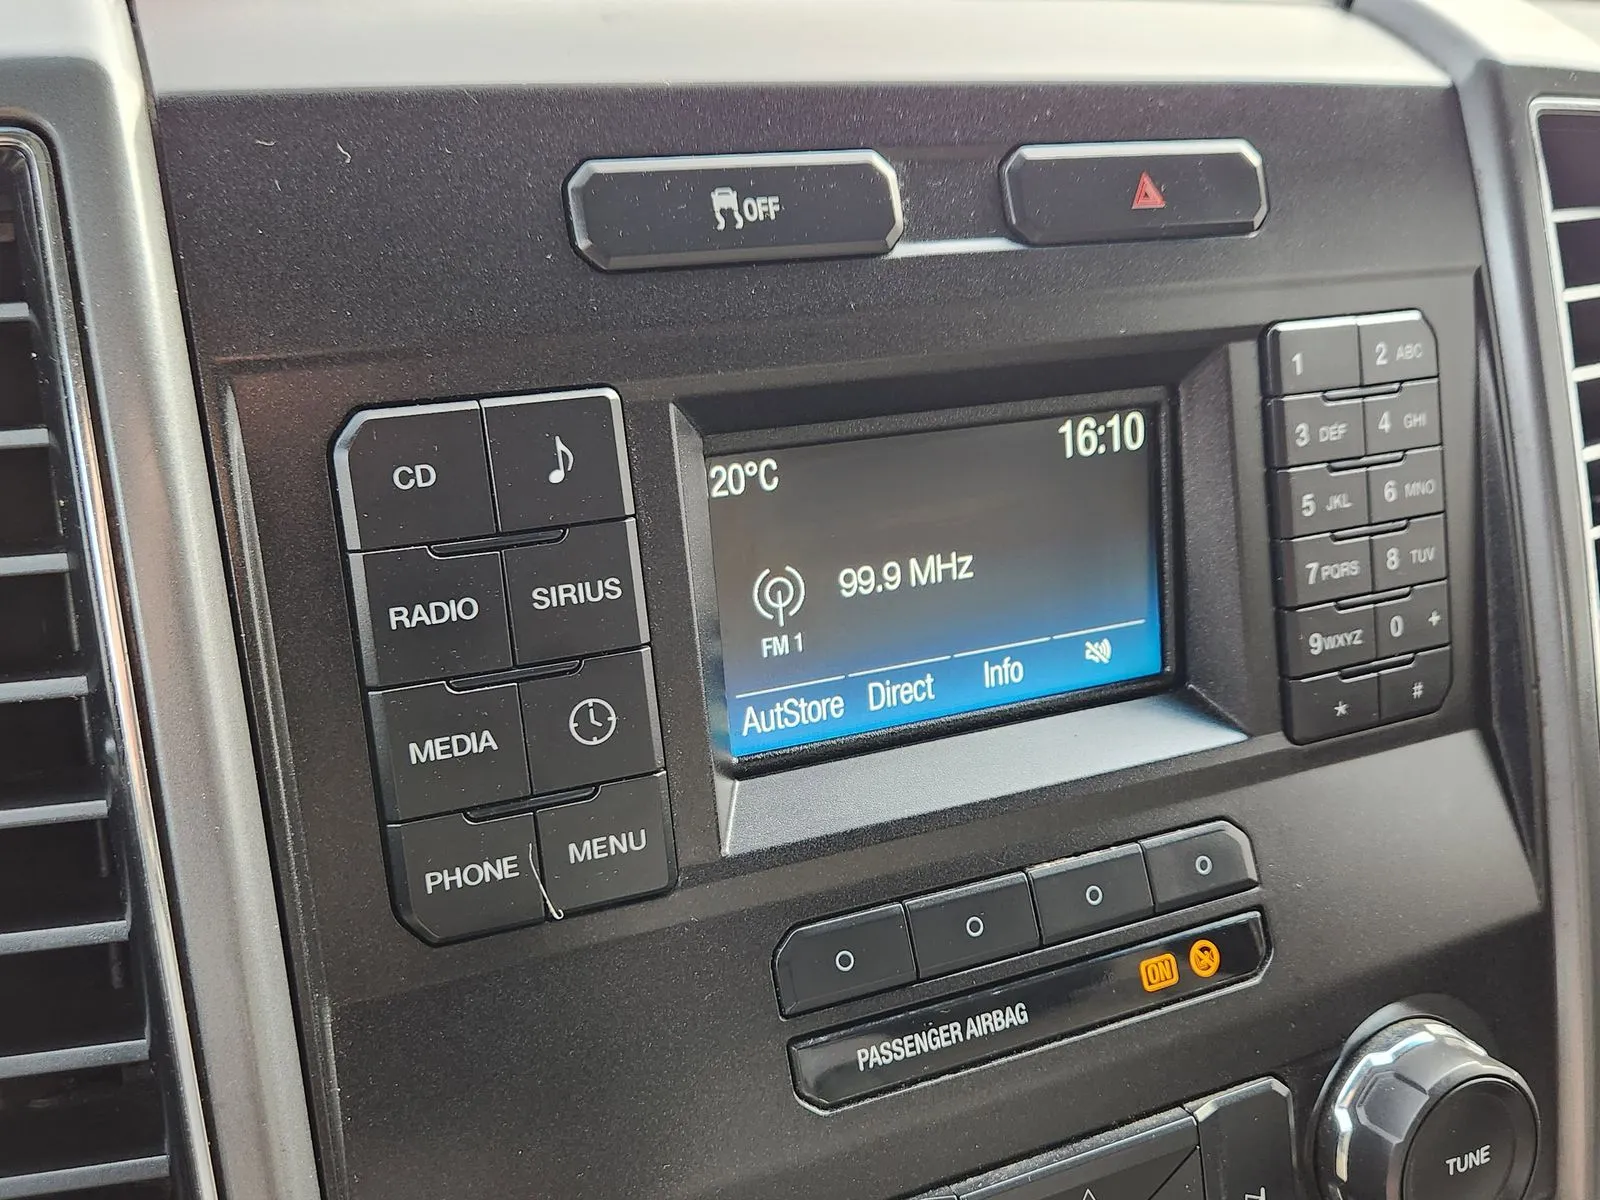 OFF
20°C
16:10
99.9 MHz
FM 1
AutStore Direct Info
CD
RADIO SIRIUS
MEDIA
PHONE MENU
1 2 ABC
3 DEF 4 GHI
5 JKL 6 MNO
7 PQRS 8 TUV
9 WXYZ 0 +
* #
PASSENGER AIRBAG ON
TUNE